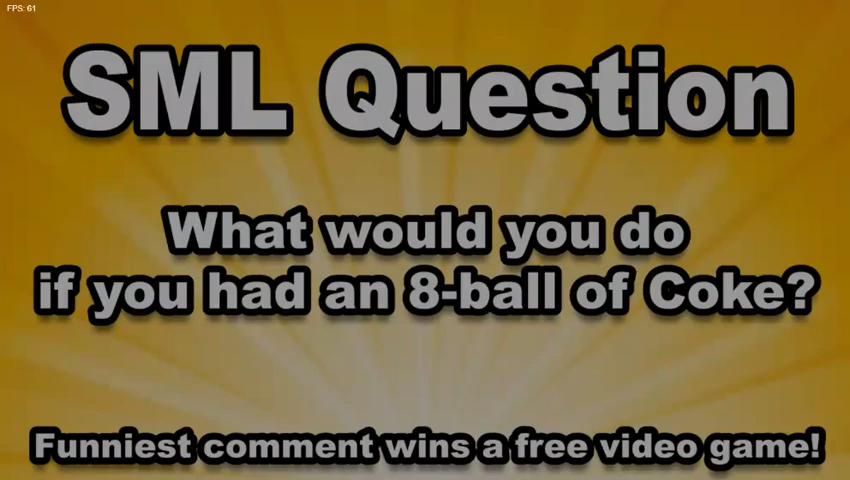 FPS: 61
SML Question
What would you do
if you had an 8-ball of Coke?
Funniest comment wins a free video game!